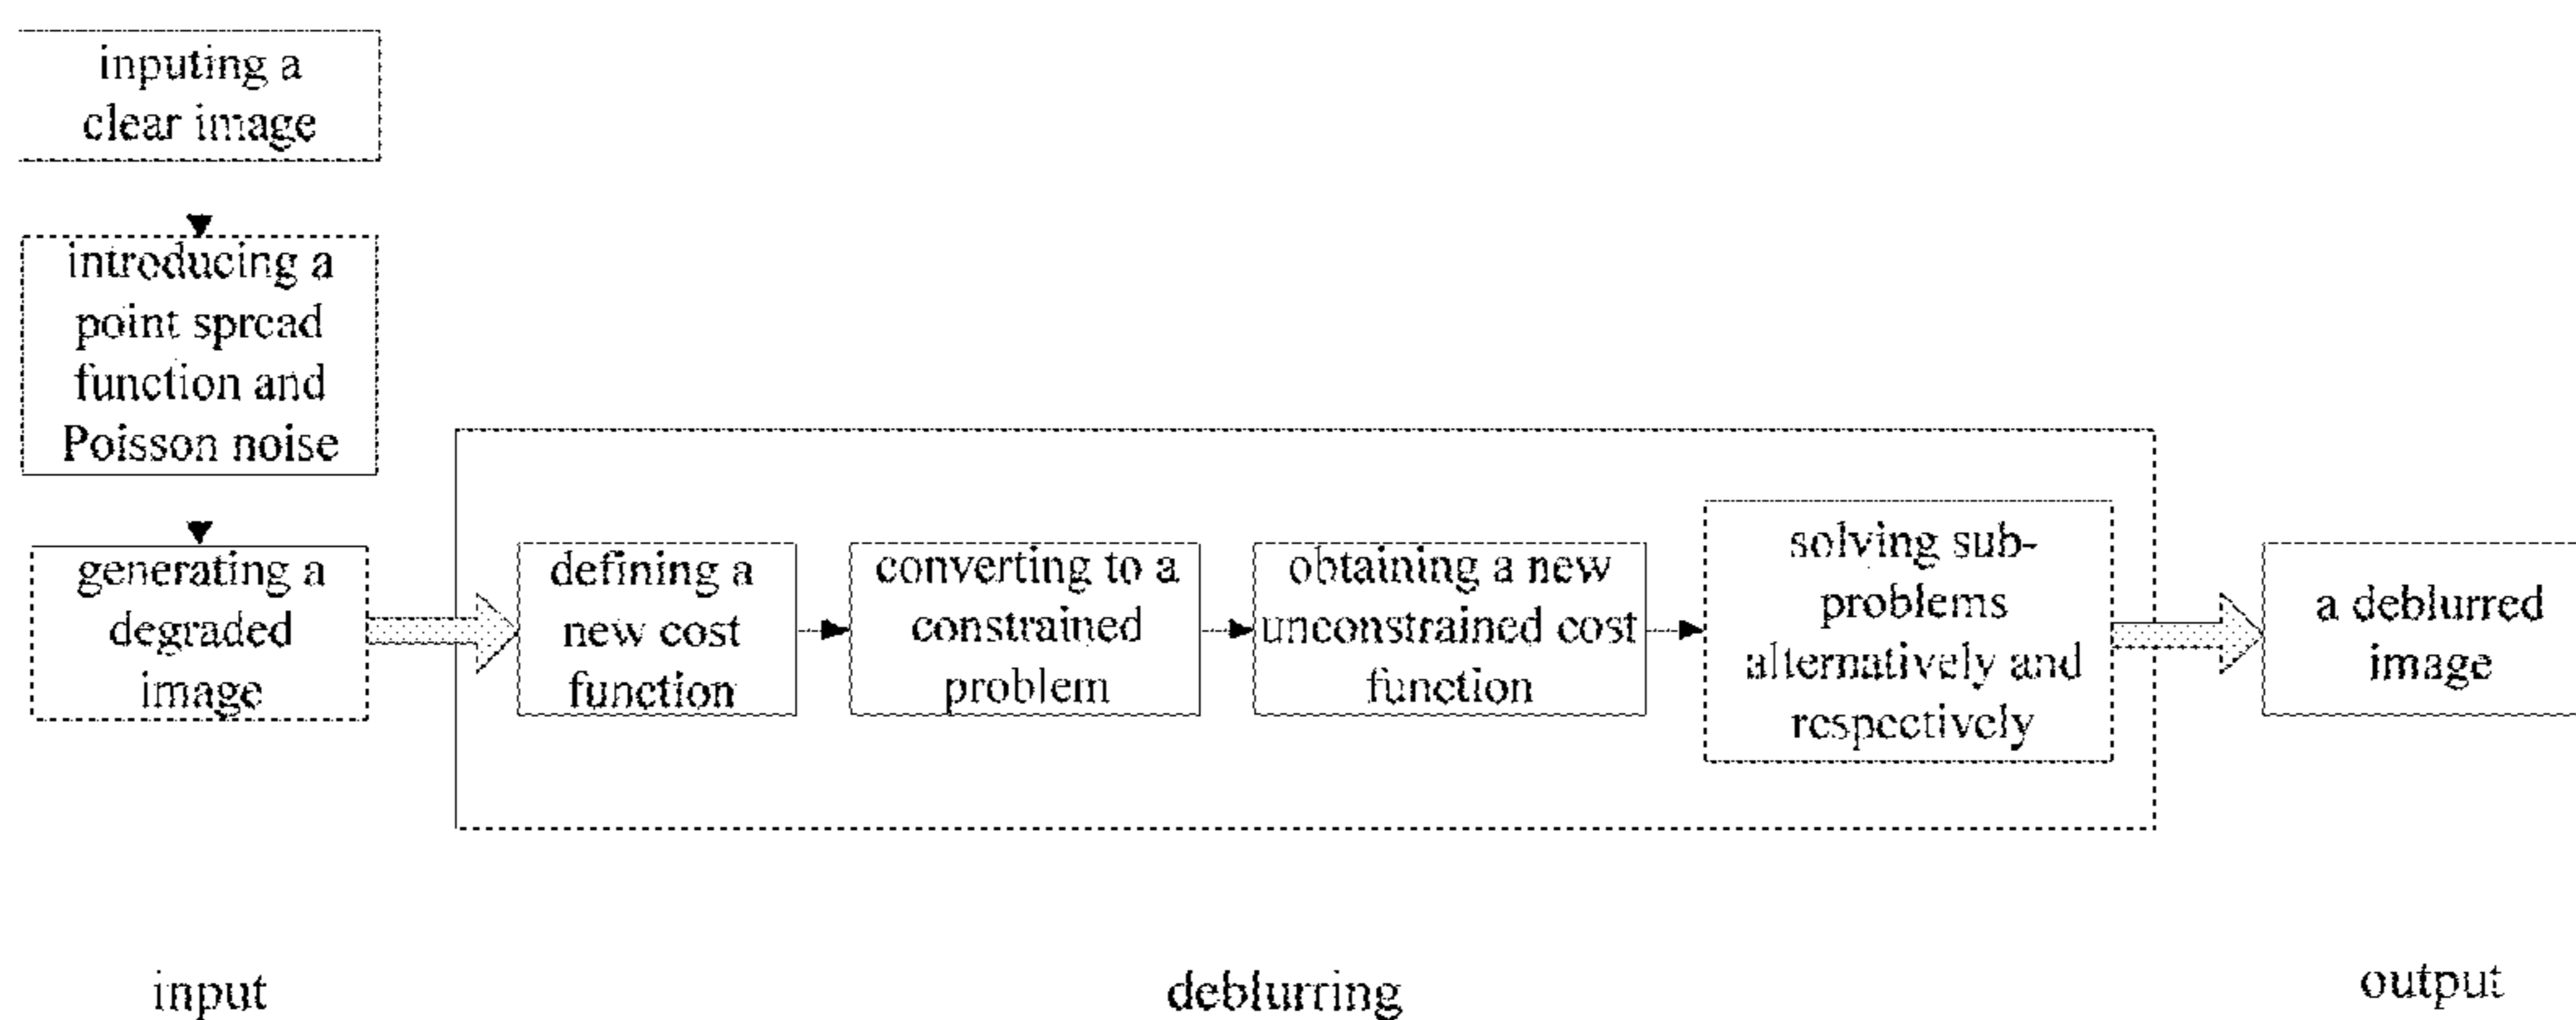 inputing a
clear image
introducing a
point spread
function and
Poisson noise
generating a
degraded
image
defining a
new cost
function
converting to a
constrained
problem
obtaining a new
unconstrained cost
function
solving sub-
problems
alternatively and
respectively
a deblurred
image
input
deblurring
output